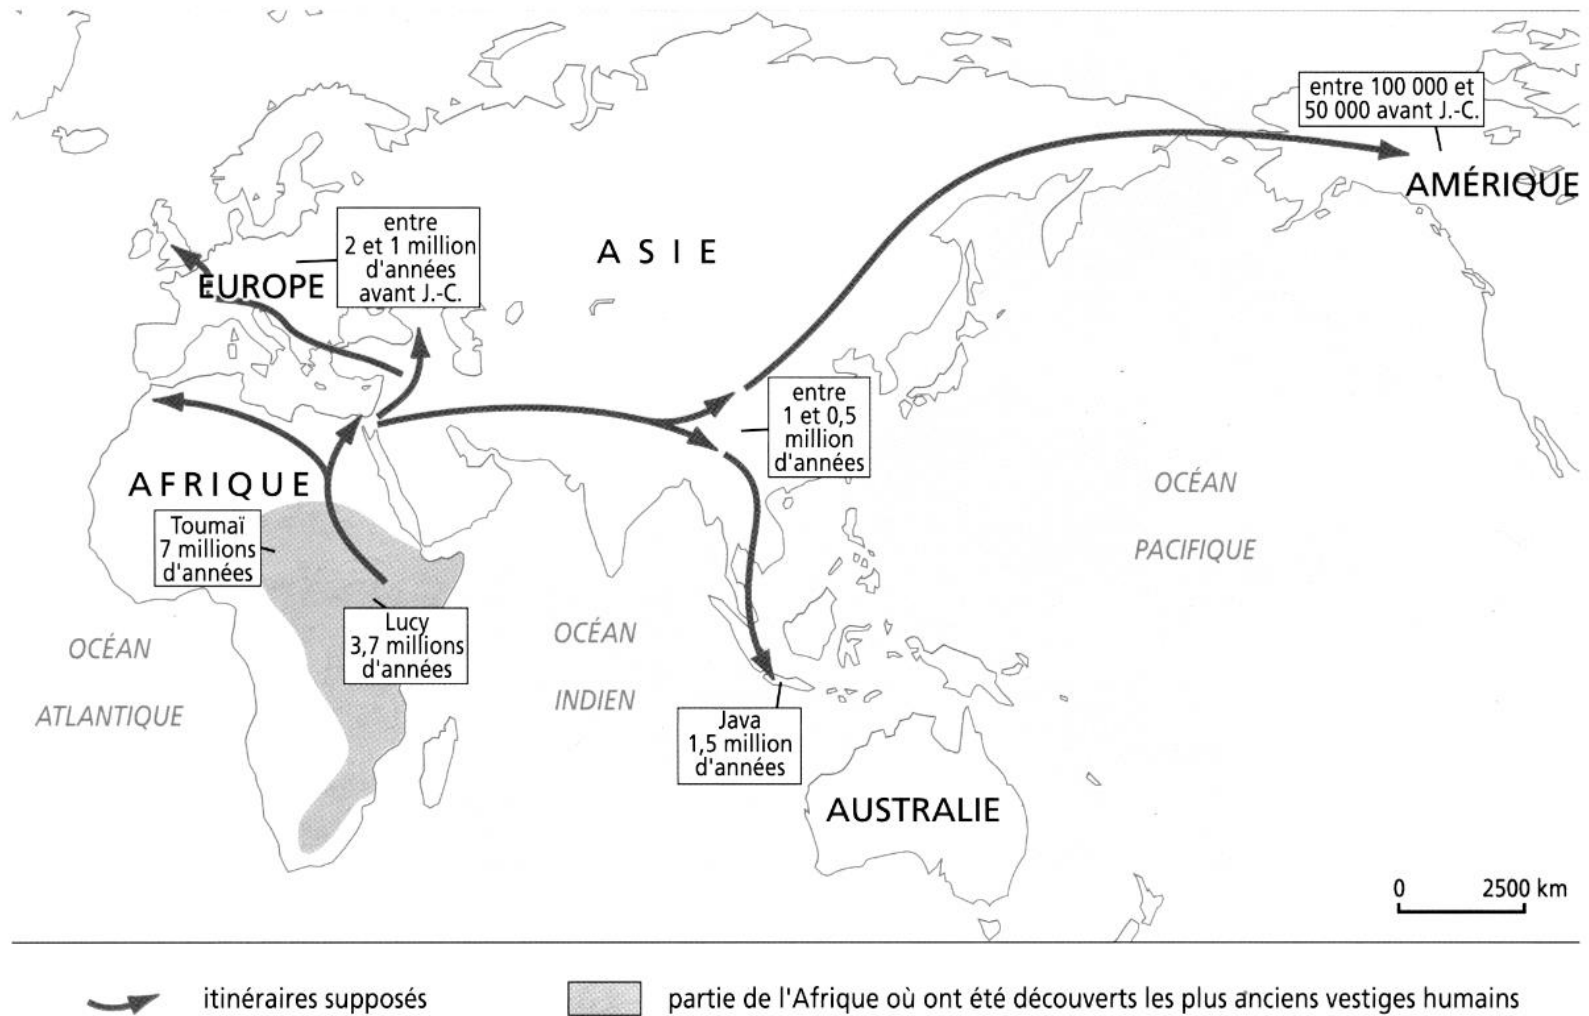 entre 100 000 et
50 000 avant J.-C.
AMÉRIQUE
entre
2 et 1 million
d'années
avant J.-C.
ASIE
EUROPE
entre
1 et 0,5
million
d'années
AFRIQUE
Toumaï
7 millions
d'années
Lucy
3,7 millions
d'années
OCÉAN
PACIFIQUE
OCÉAN
ATLANTIQUE
OCÉAN
INDIEN
Java
1,5 million
d'années
AUSTRALIE
0 2500 km
itinéraires supposés
partie de l'Afrique où ont été découverts les plus anciens vestiges humains